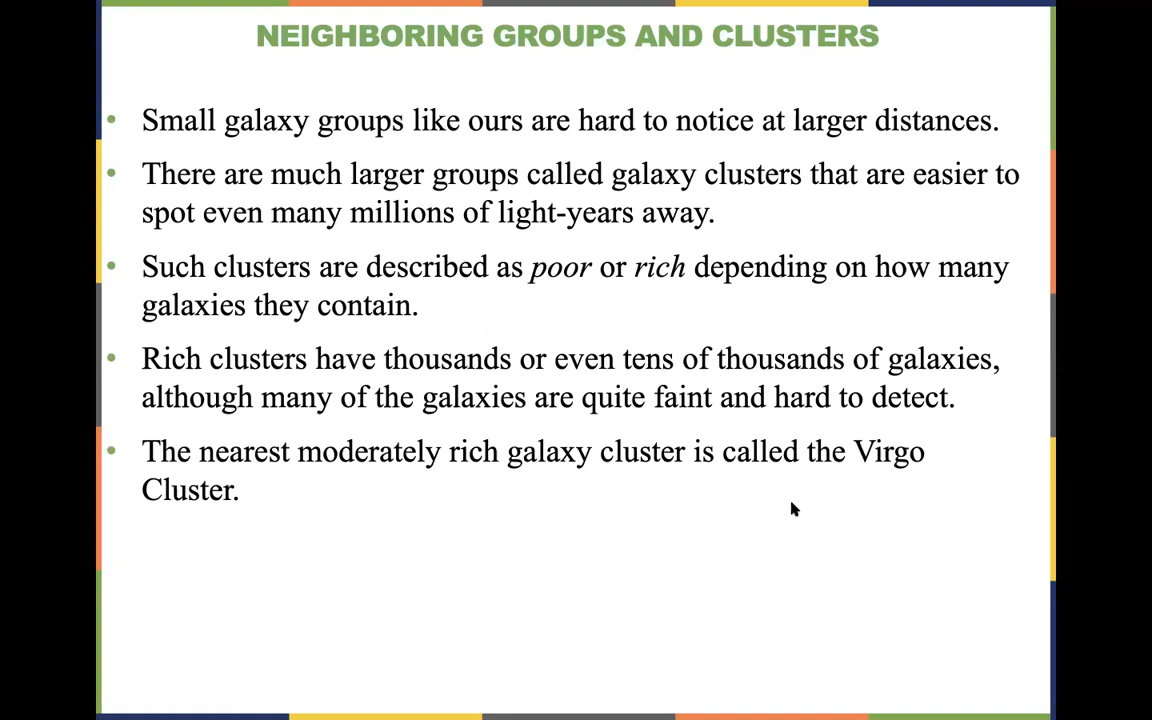 NEIGHBORING GROUPS AND CLUSTERS
• Small galaxy groups like ours are hard to notice at larger distances.
• There are much larger groups called galaxy clusters that are easier to
spot even many millions of light-years away.
• Such clusters are described as poor or rich depending on how many
galaxies they contain.
• Rich clusters have thousands or even tens of thousands of galaxies,
although many of the galaxies are quite faint and hard to detect.
• The nearest moderately rich galaxy cluster is called the Virgo
Cluster.